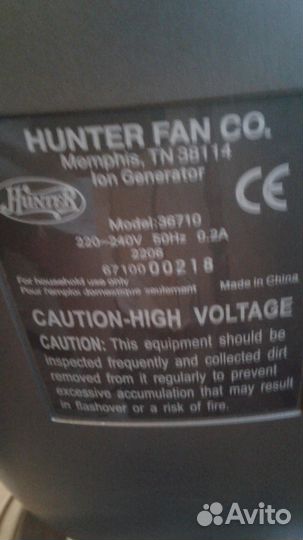 HUNTER FAN CO.
Memphis, TN 38114
Ion Generator
HUNTER
CE
Model: 36710
220-240V 50Hz 0.2A
2206
67100 00218
For household use only
Pour l'emploi domestique seulement
Made in China
CAUTION-HIGH VOLTAGE
CAUTION: This equipment should be
inspected frequently and collected dirt
removed from it regularly to prevent
excessive accumulation that may result
in flashover or a risk of fire.
Avito